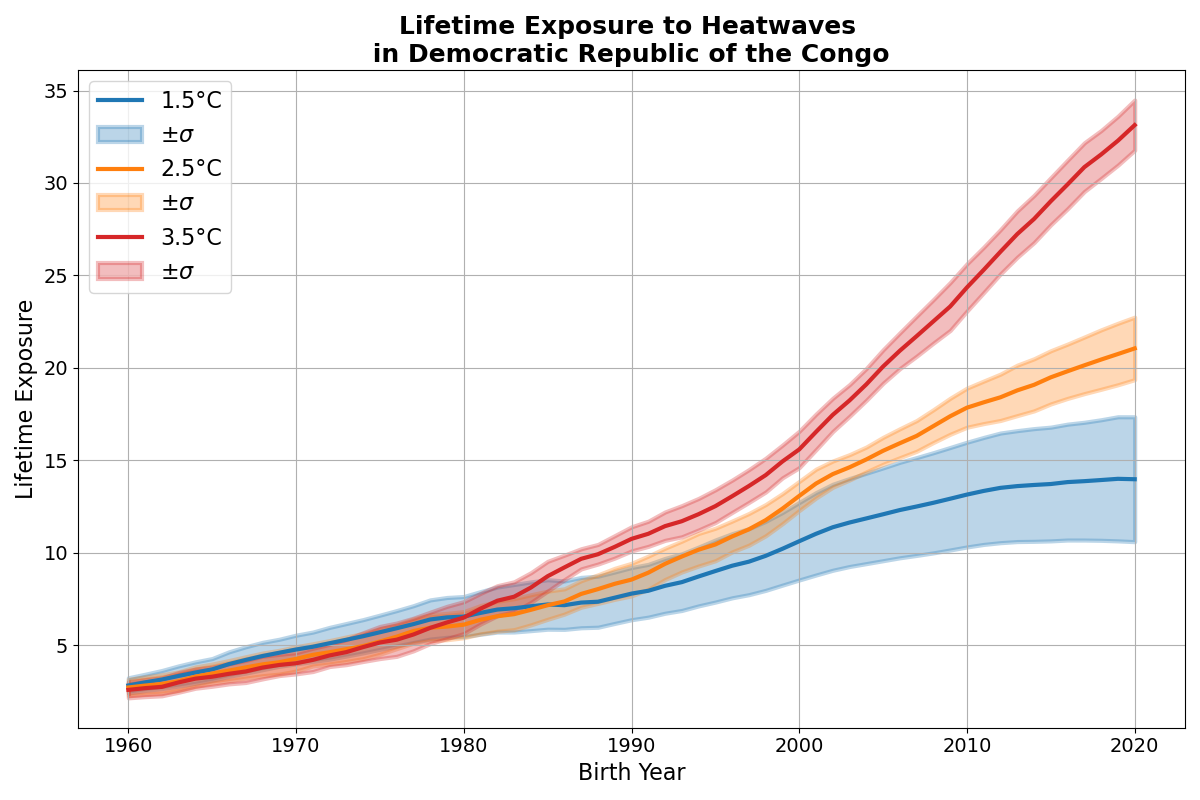 Lifetime Exposure to Heatwaves
in Democratic Republic of the Congo
35
30
25
20
15
10
5
Lifetime Exposure
1.5°C
±σ
2.5°C
±σ
3.5°C
±σ
1960
1970
1980
1990
2000
2010
2020
Birth Year